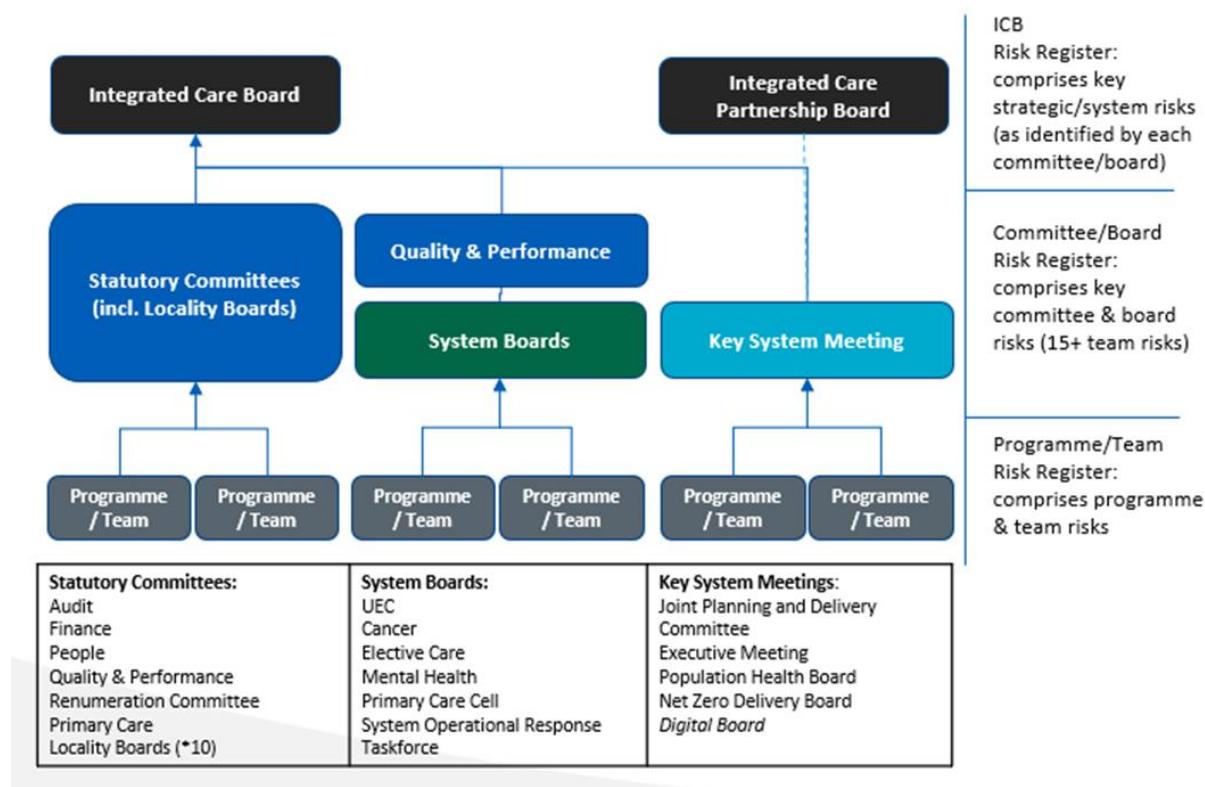 Integrated Care Board
Integrated Care
Partnership Board
ICB
Risk Register:
comprises key
strategic/system risks
(as identified by each
committee/board)
Statutory Committees
(incl. Locality Boards)
Quality & Performance
System Boards
Key System Meeting
Committee/Board
Risk Register:
comprises key
committee & board
risks (15+ team risks)
Programme
/ Team
Programme
/ Team
Programme
/ Team
Programme
/ Team
Programme
/ Team
Programme
/ Team
Programme/Team
Risk Register:
comprises programme
& team risks
Statutory Committees:
Audit
Finance
People
Quality & Performance
Renumeration Committee
Primary Care
Locality Boards (*10)
System Boards:
UEC
Cancer
Elective Care
Mental Health
Primary Care Cell
System Operational Response
Taskforce
Key System Meetings:
Joint Planning and Delivery
Committee
Executive Meeting
Population Health Board
Net Zero Delivery Board
Digital Board